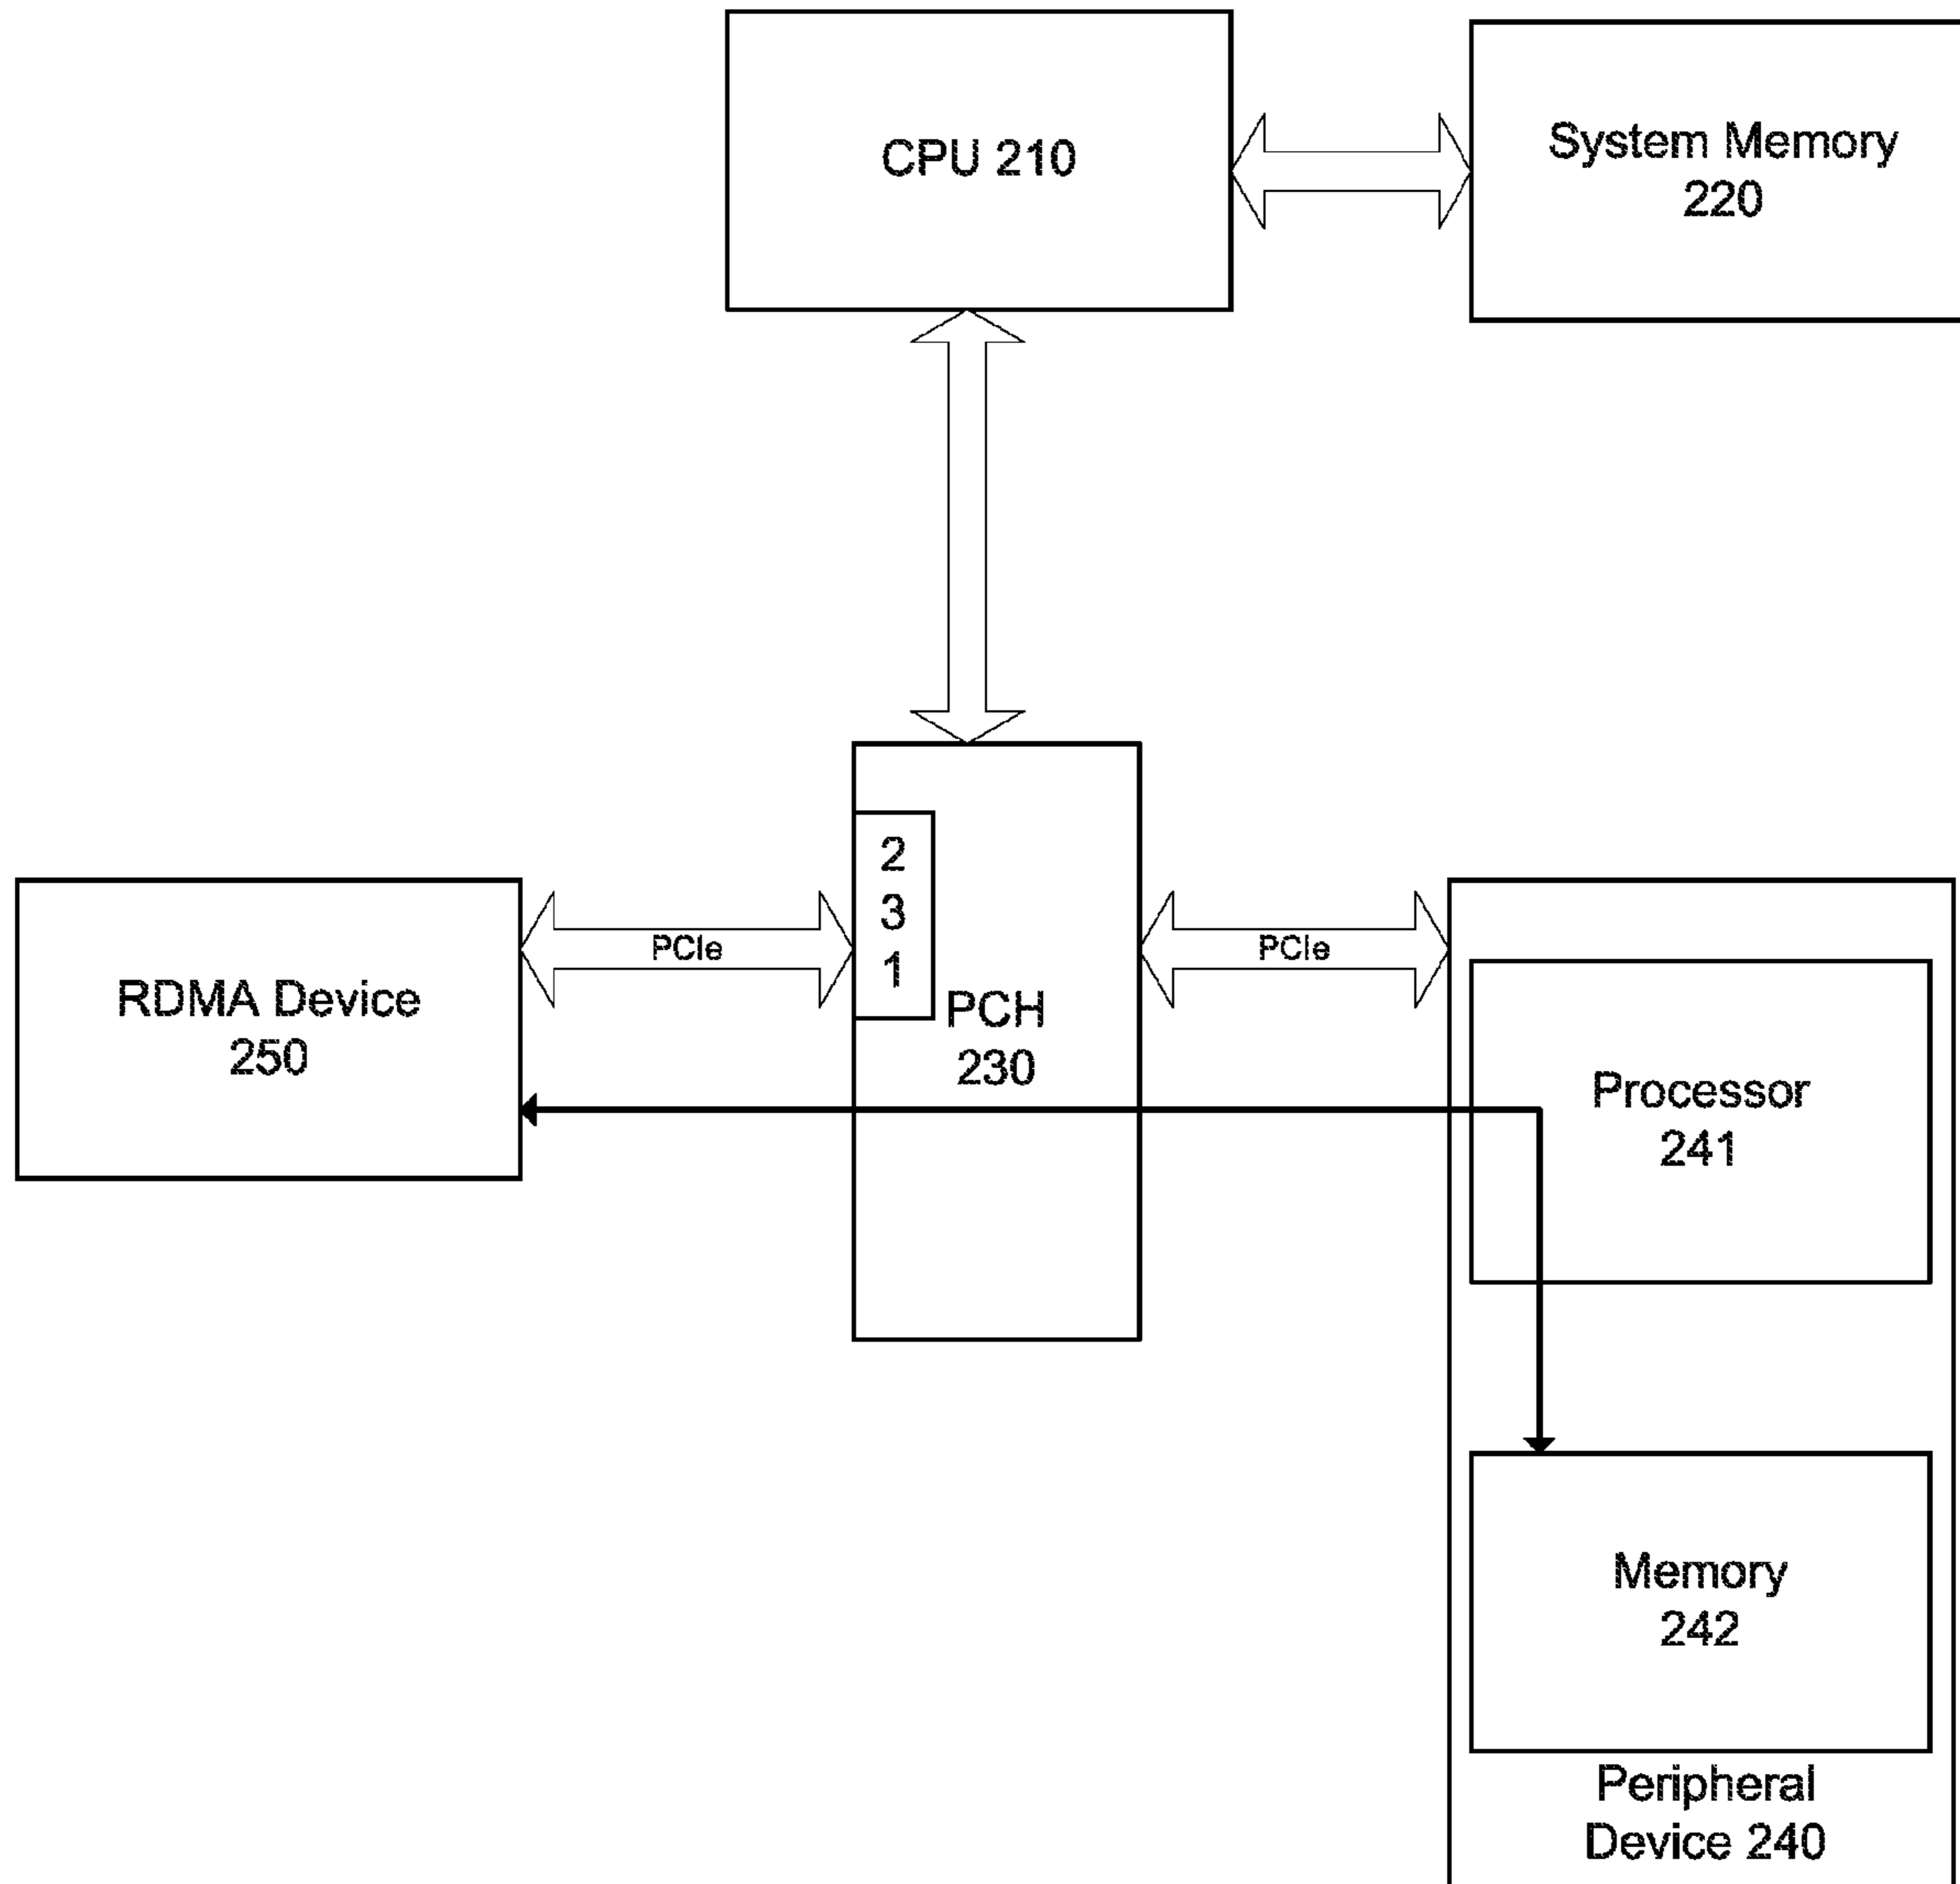 CPU 210
System Memory
220
2
3
1
PCIe
PCIe
RDMA Device
250
PCH
230
Processor
241
Memory
242
Peripheral
Device 240